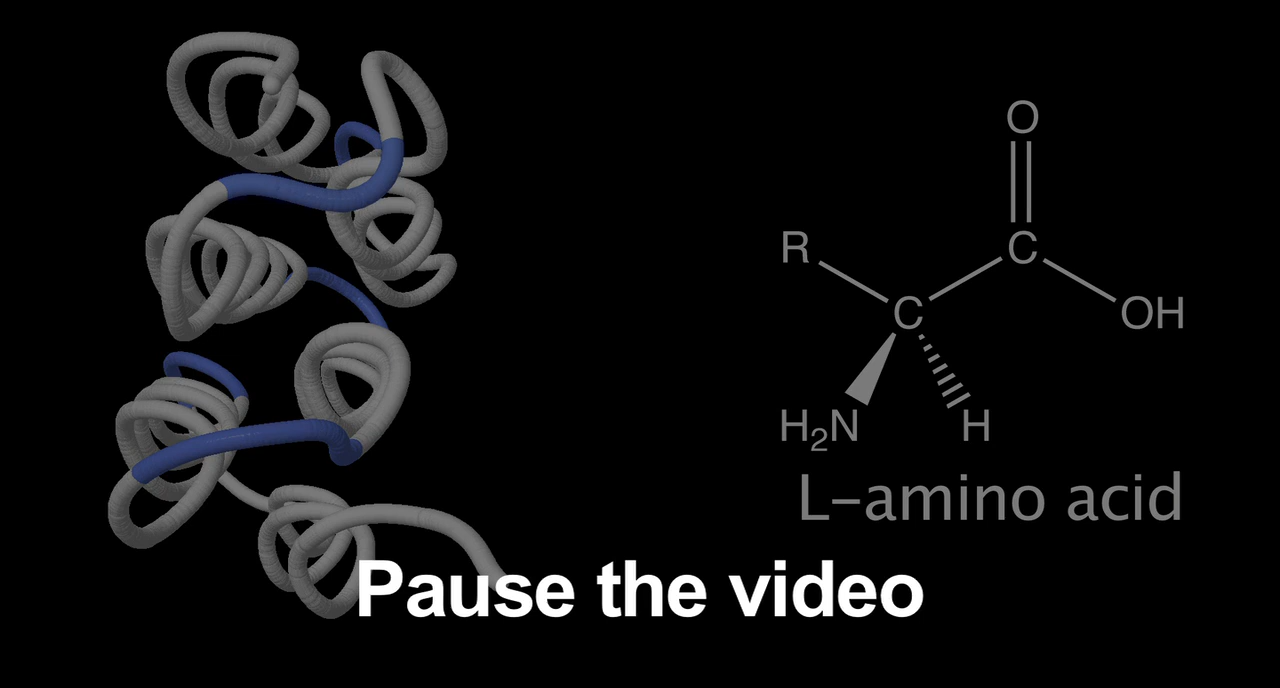 O
R
C
C
OH
H₂N
H
L-amino acid
Pause the video